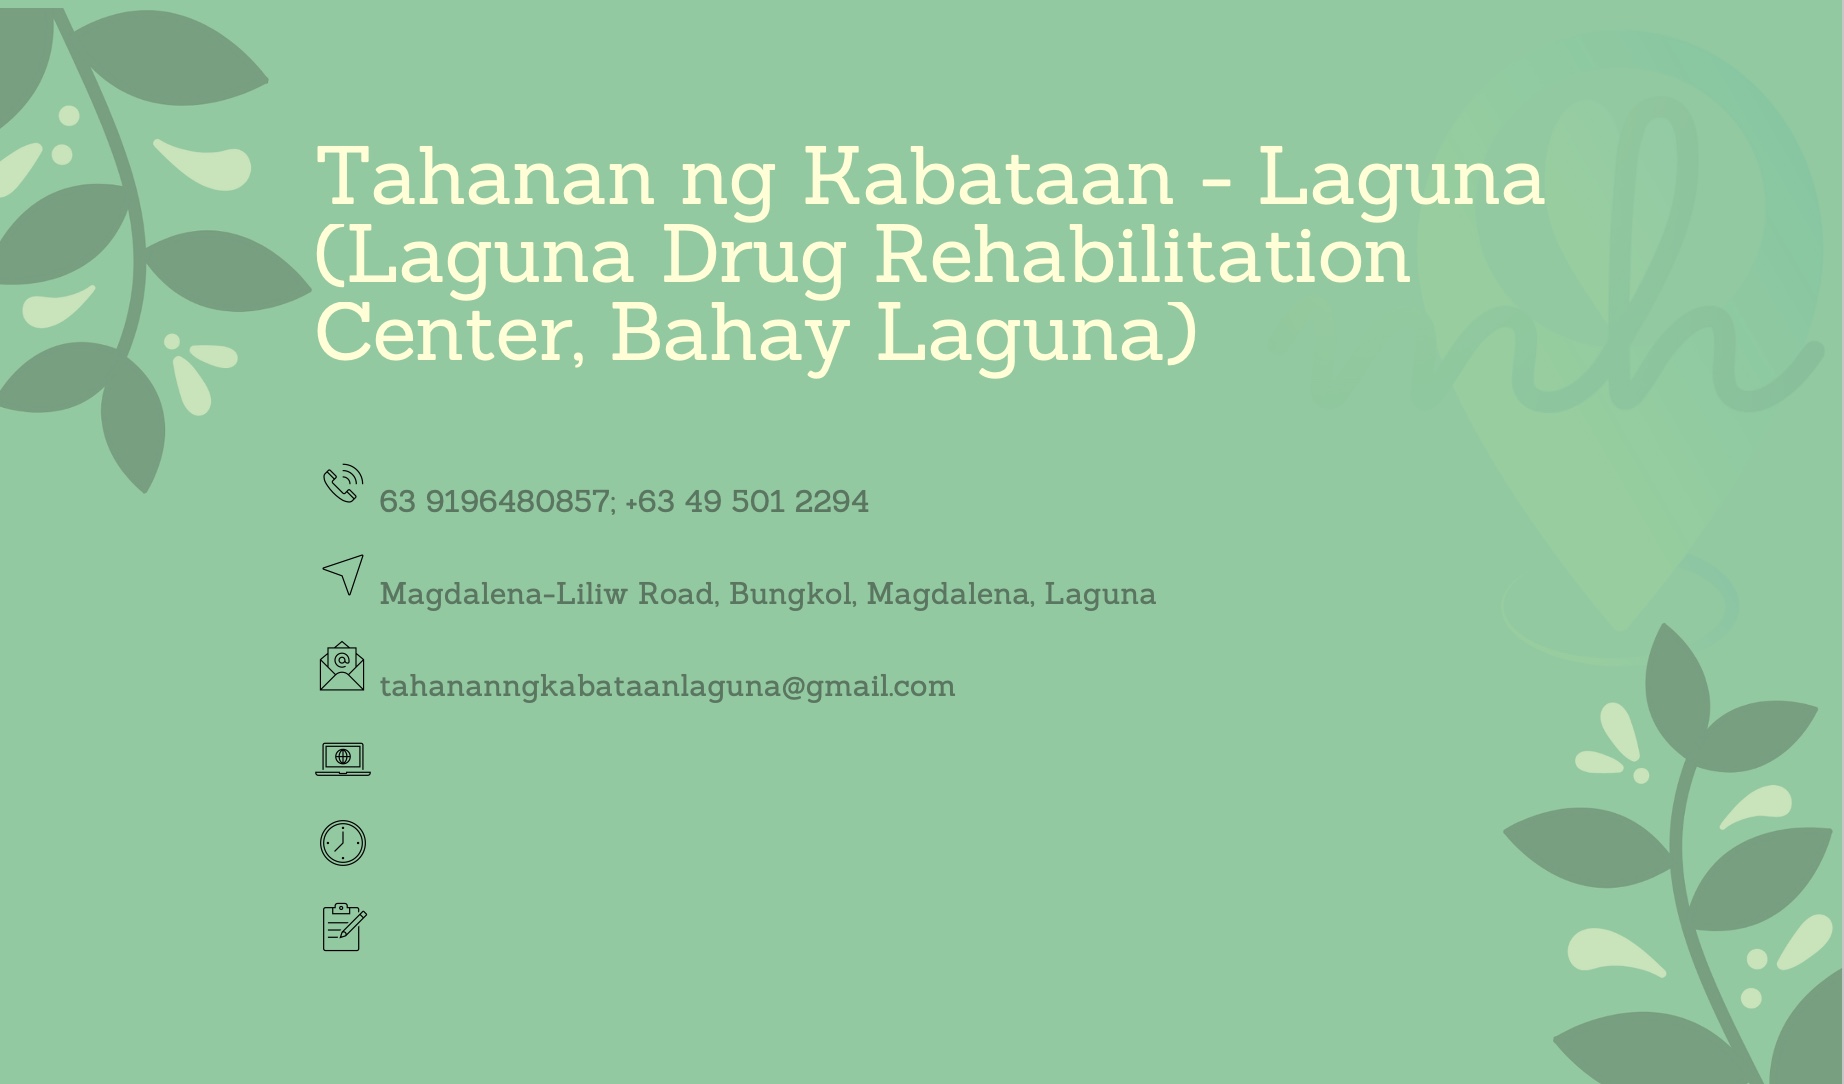 Tahanan ng Kabataan - Laguna
(Laguna Drug Rehabilitation
Center, Bahay Laguna)
63 9196480857; +63 49 501 2294
Magdalena-Liliw Road, Bungkol, Magdalena, Laguna
tahananngkabataanlaguna@gmail.com